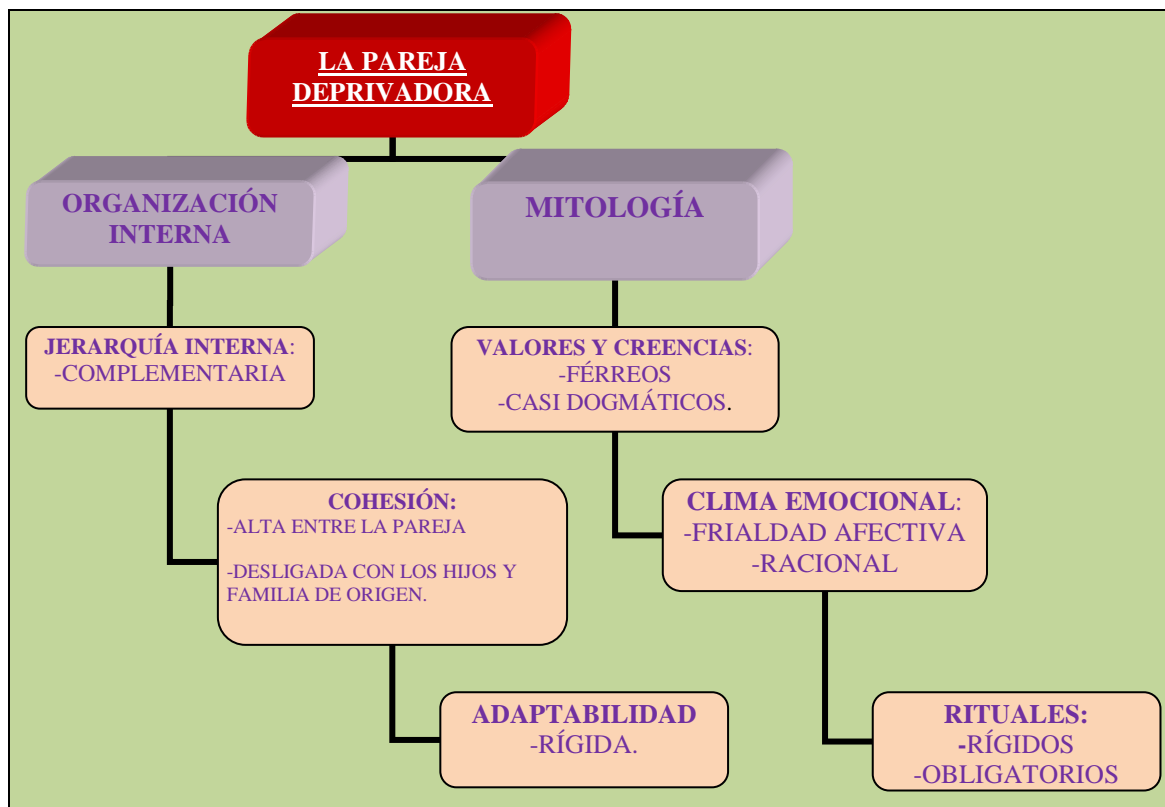 LA PAREJA
DEPRIVADORA
ORGANIZACIÓN
INTERNA
MITOLOGÍA
JERARQUÍA INTERNA:
-COMPLEMENTARIA
VALORES Y CREENCIAS:
-FÉRREOS
-CASI DOGMÁTICOS.
COHESIÓN:
-ALTA ENTRE LA PAREJA
-DESLIGADA CON LOS HIJOS Y
FAMILIA DE ORIGEN.
CLIMA EMOCIONAL:
-FRIALDAD AFECTIVA
-RACIONAL
ADAPTABILIDAD
-RÍGIDA.
RITUALES:
-RÍGIDOS
-OBLIGATORIOS